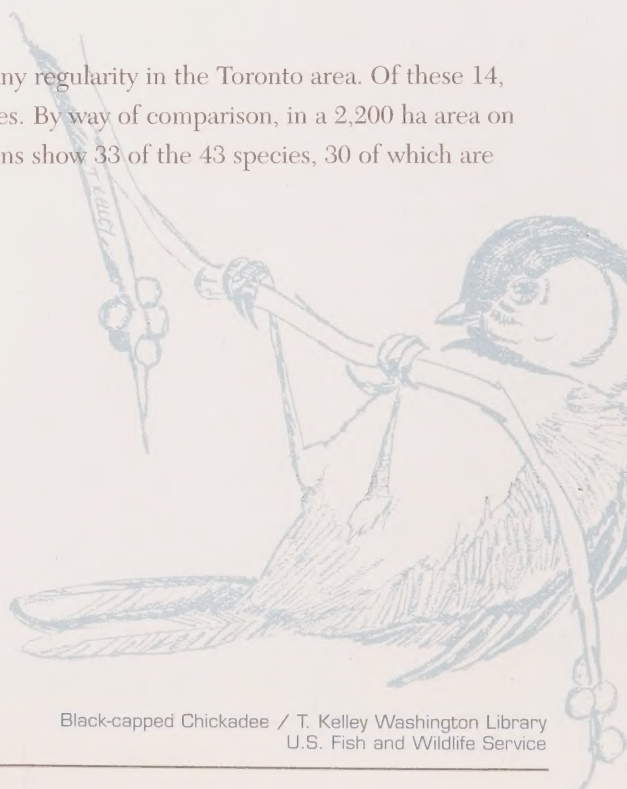 ny regularity in the Toronto area. Of these 14,
es. By way of comparison, in a 2,200 ha area on
ns show 33 of the 43 species, 30 of which are
Black-capped Chickadee / T. Kelley Washington Library
U.S. Fish and Wildlife Service